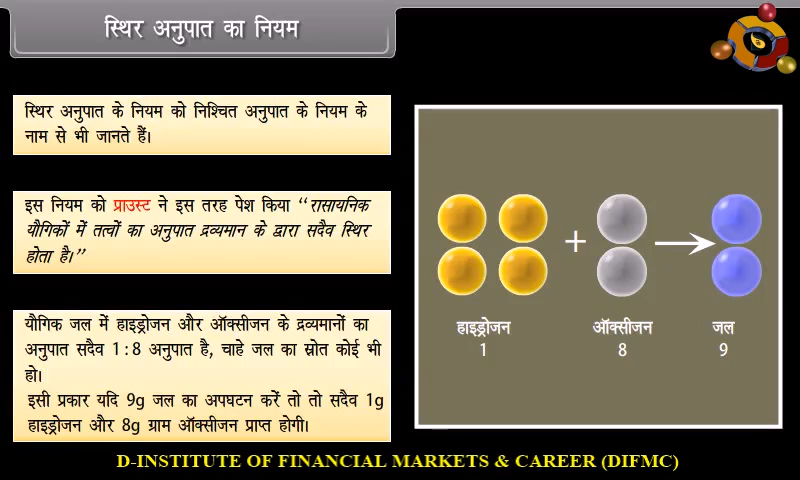 स्थिर अनुपात का नियम
स्थिर अनुपात के नियम को निश्चित अनुपात के नियम के
नाम से भी जानते हैं।
इस नियम को प्राउस्ट ने इस तरह पेश किया “रासायनिक
यौगिकों में तत्वों का अनुपात द्रव्यमान के द्वारा सदैव स्थिर
होता है।”
यौगिक जल में हाइड्रोजन और ऑक्सीजन के द्रव्यमानों का
अनुपात सदैव 1:8 अनुपात है, चाहे जल का स्रोत कोई भी
हो।
इसी प्रकार यदि 9g जल का अपघटन करें तो तो सदैव 1g
हाइड्रोजन और 8g ग्राम ऑक्सीजन प्राप्त होगी।
+
हाइड्रोजन ऑक्सीजन जल
1 8 9
D-INSTITUTE OF FINANCIAL MARKETS & CAREER (DIFMC)